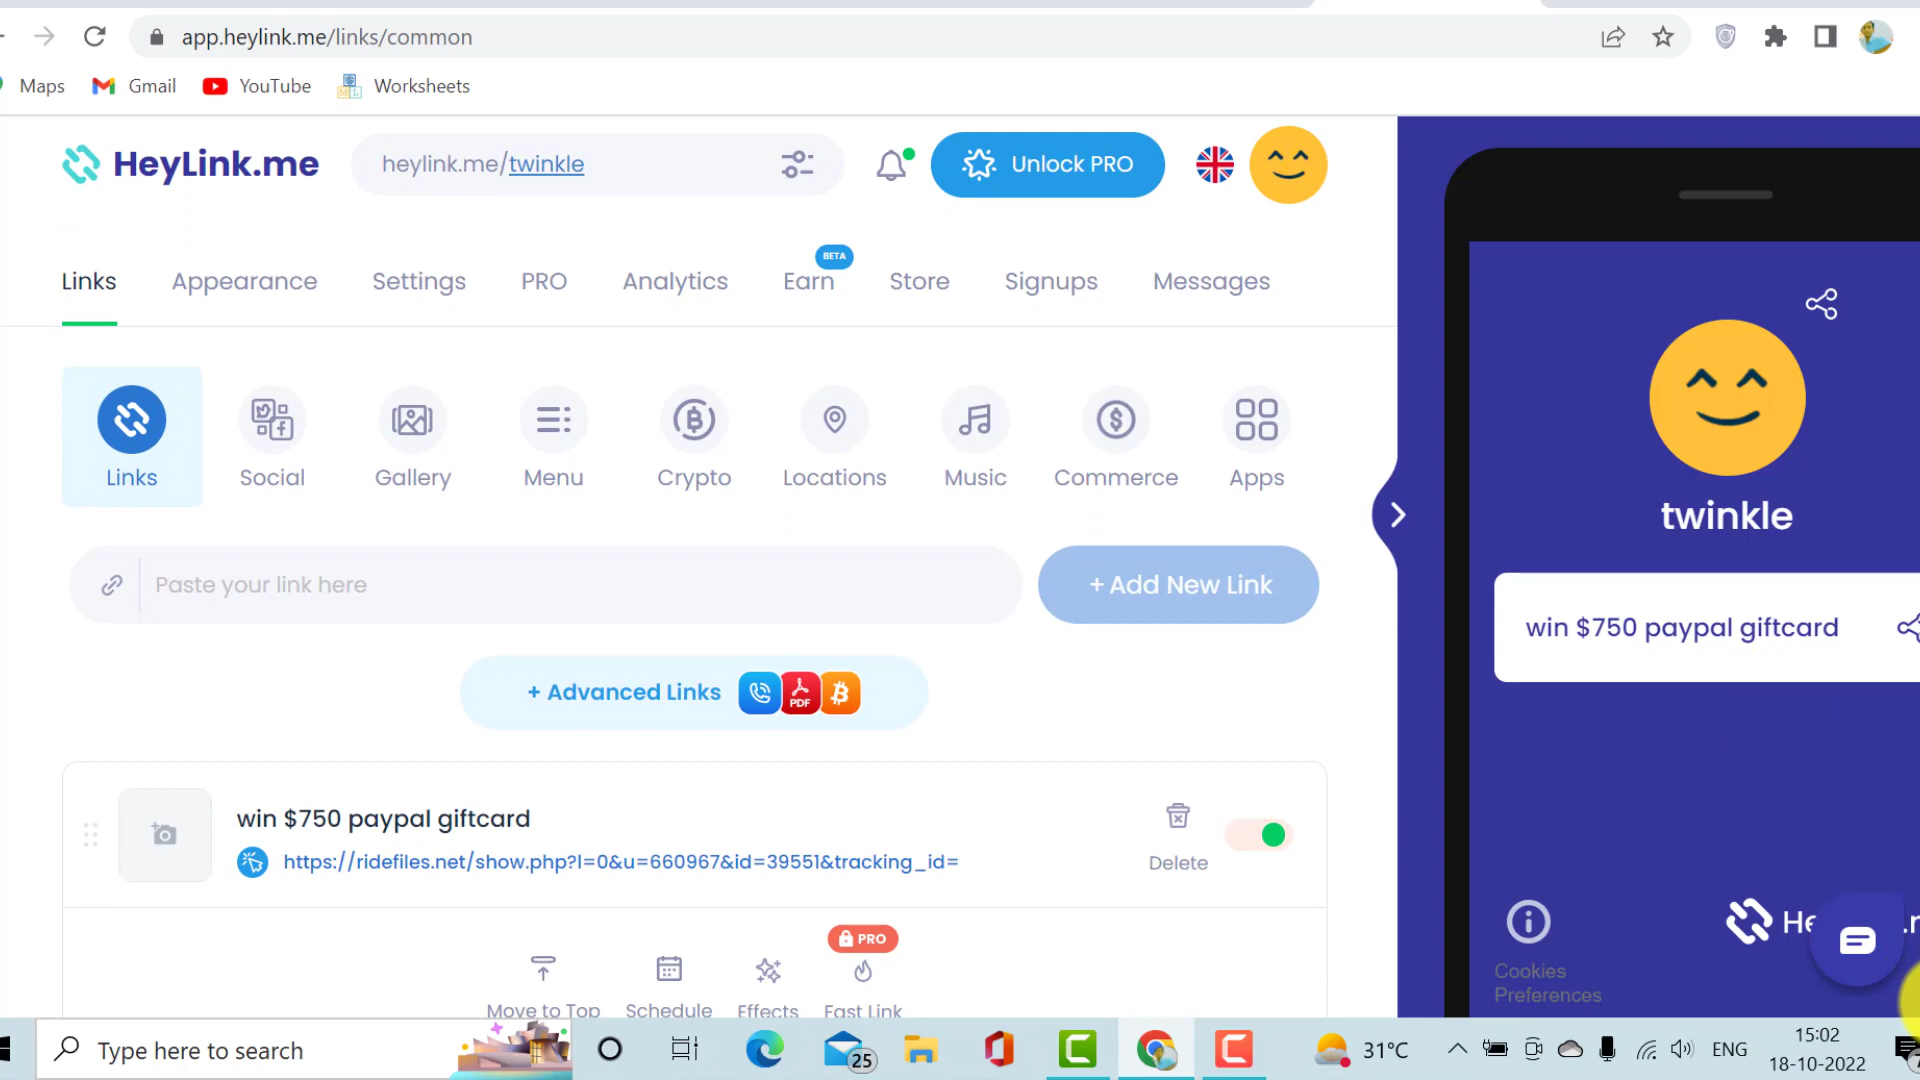 app.heylink.me/links/common
Maps
Gmail
YouTube
Worksheets
HeyLink.me
heylink.me/twinkle
Unlock PRO
Links
Appearance
Settings
PRO
Analytics
Earn
BETA
Store
Signups
Messages
Links
Social
Gallery
Menu
Crypto
Locations
Music
Commerce
Apps
Paste your link here
+ Add New Link
+ Advanced Links
PDF
win $750 paypal giftcard
https://ridefiles.net/show.php?l=0&u=660967&id=39551&tracking_id=
Delete
PRO
Move to Top
Schedule
Effects
Fast Link
twinkle
win $750 paypal giftcard
Cookies
Preferences
Type here to search
25
31°C
ENG
15:02
18-10-2022